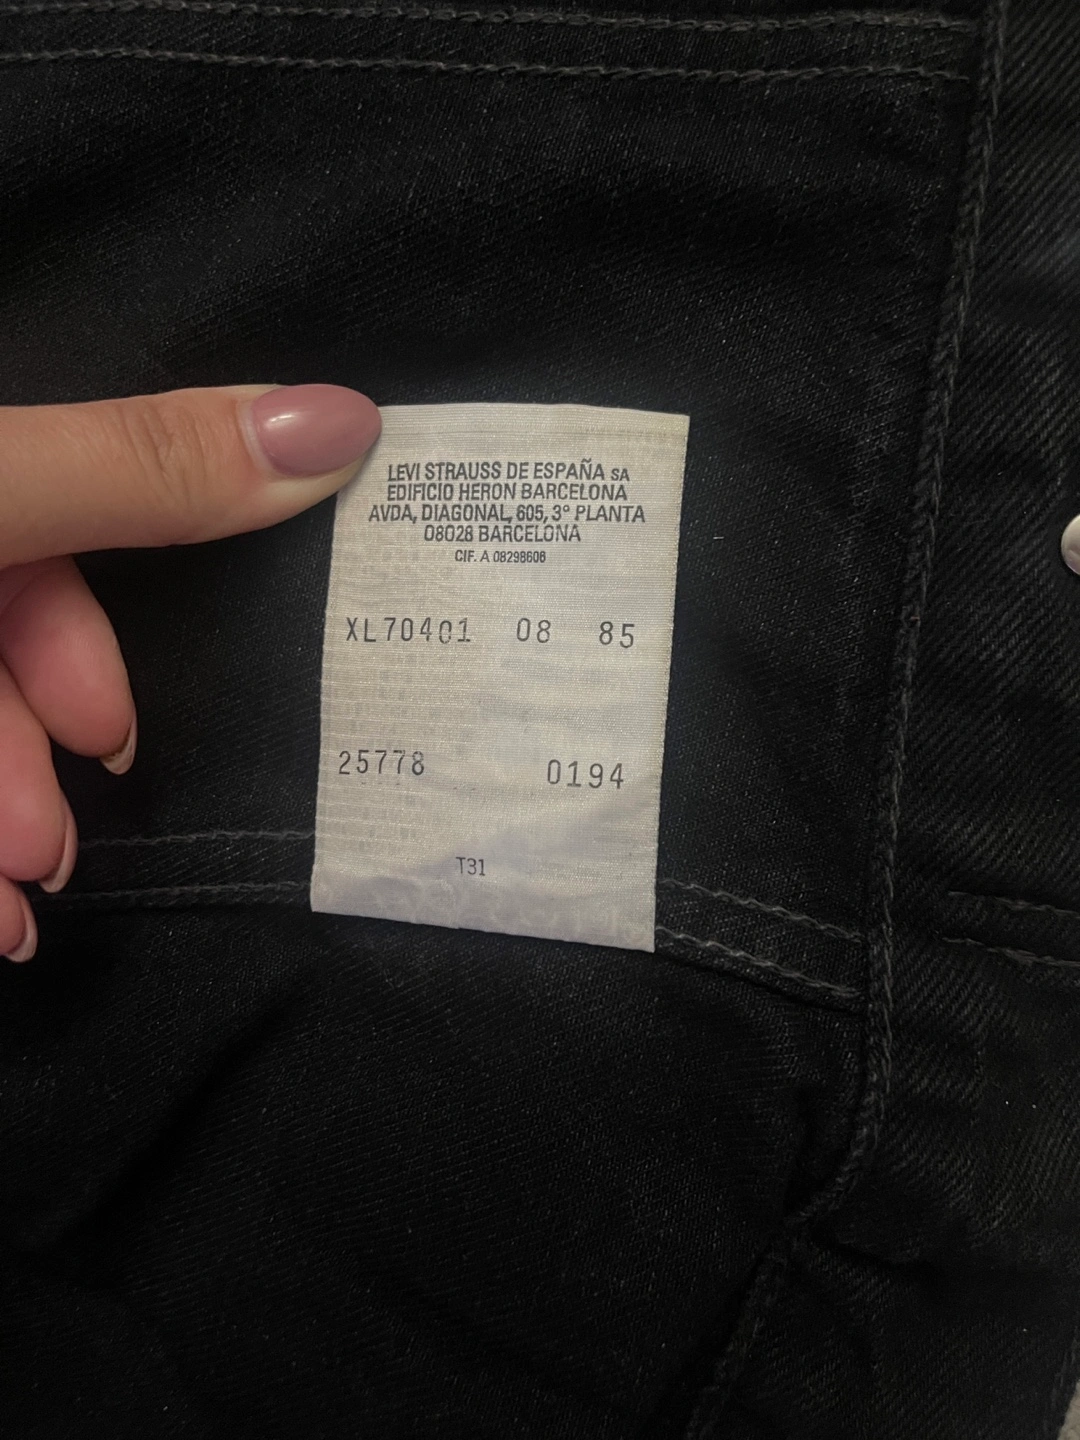 LEVI STRAUSS DE ESPAÑA SA
EDIFICIO HERON BARCELONA
AVDA, DIAGONAL, 605, 3º PLANTA
08028 BARCELONA
CIF. A 08298606
XL70401 08 85
25778 0194
T31